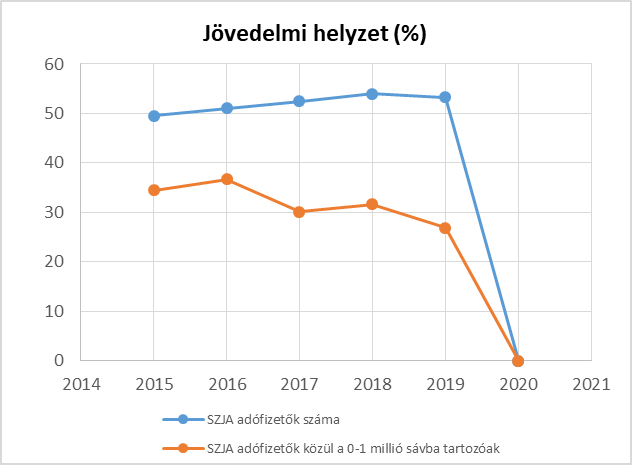 Jövedelmi helyzet (%)
60
50
40
30
20
10
0
2014 2015 2016 2017 2018 2019 2020 2021
SZJA adófizetők száma
SZJA adófizetők közül a 0-1 millió sávba tartozóak